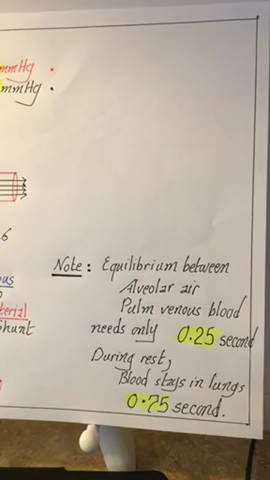 mmHg
mmHg
6
Note: Equilibrium between
Alveolar air
Pulm venous blood
needs only 0.25 second
During rest,
Blood stays in lungs
0.75 second.